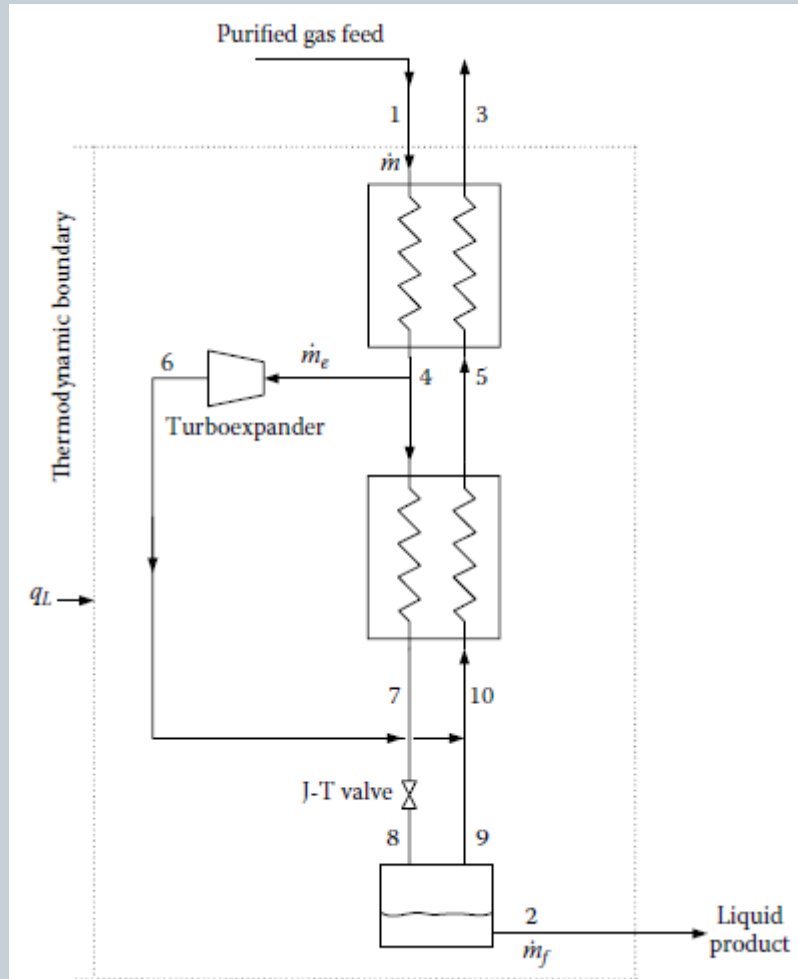 Purified gas feed
1
3
ṁ
Thermodynamic boundary
6
ṁₑ
4
5
Turboexpander
qL
7
10
J-T valve
8
9
2
Liquid
product
ṁf